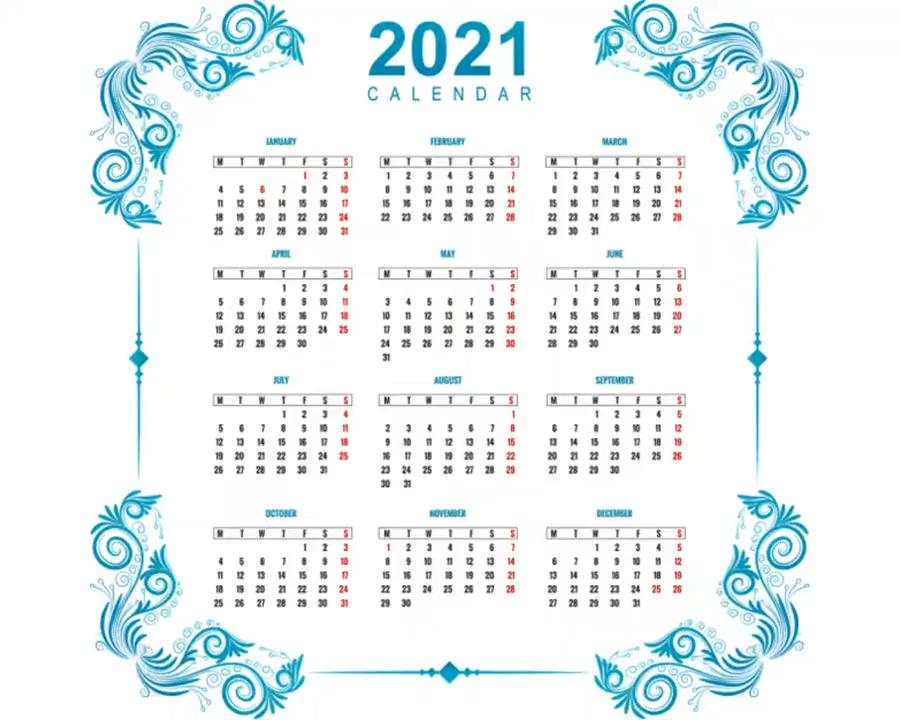 2021
CALENDAR
JANUARY
M T W T F S S
1 2 3
4 5 6 7 8 9 10
11 12 13 14 15 16 17
18 19 20 21 22 23 24
25 26 27 28 29 30 31
FEBRUARY
M T W T F S S
1 2 3 4 5 6 7
8 9 10 11 12 13 14
15 16 17 18 19 20 21
22 23 24 25 26 27 28
MARCH
M T W T F S S
1 2 3 4 5 6 7
8 9 10 11 12 13 14
15 16 17 18 19 20 21
22 23 24 25 26 27 28
29 30 31
APRIL
M T W T F S S
1 2 3 4
5 6 7 8 9 10 11
12 13 14 15 16 17 18
19 20 21 22 23 24 25
26 27 28 29 30
MAY
M T W T F S S
1 2
3 4 5 6 7 8 9
10 11 12 13 14 15 16
17 18 19 20 21 22 23
24 25 26 27 28 29 30
31
JUNE
M T W T F S S
1 2 3 4 5 6
7 8 9 10 11 12 13
14 15 16 17 18 19 20
21 22 23 24 25 26 27
28 29 30
JULY
M T W T F S S
1 2 3 4
5 6 7 8 9 10 11
12 13 14 15 16 17 18
19 20 21 22 23 24 25
26 27 28 29 30 31
AUGUST
M T W T F S S
1
2 3 4 5 6 7 8
9 10 11 12 13 14 15
16 17 18 19 20 21 22
23 24 25 26 27 28 29
30 31
SEPTEMBER
M T W T F S S
1 2 3 4 5
6 7 8 9 10 11 12
13 14 15 16 17 18 19
20 21 22 23 24 25 26
27 28 29 30
OCTOBER
M T W T F S S
1 2 3
4 5 6 7 8 9 10
11 12 13 14 15 16 17
18 19 20 21 22 23 24
25 26 27 28 29 30 31
NOVEMBER
M T W T F S S
1 2 3 4 5 6 7
8 9 10 11 12 13 14
15 16 17 18 19 20 21
22 23 24 25 26 27 28
29 30
DECEMBER
M T W T F S S
1 2 3 4 5
6 7 8 9 10 11 12
13 14 15 16 17 18 19
20 21 22 23 24 25 26
27 28 29 30 31